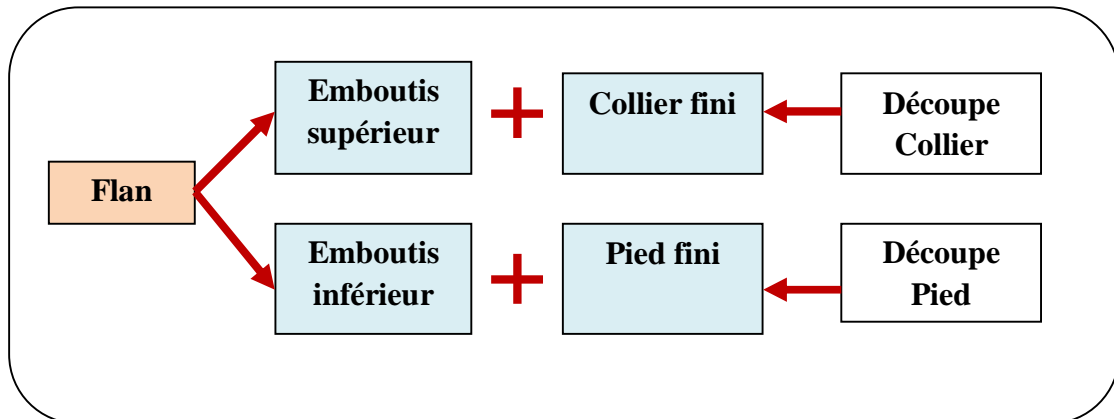 Emboutis
supérieur
Collier fini
Découpe
Collier
Flan
Emboutis
inférieur
Pied fini
Découpe
Pied